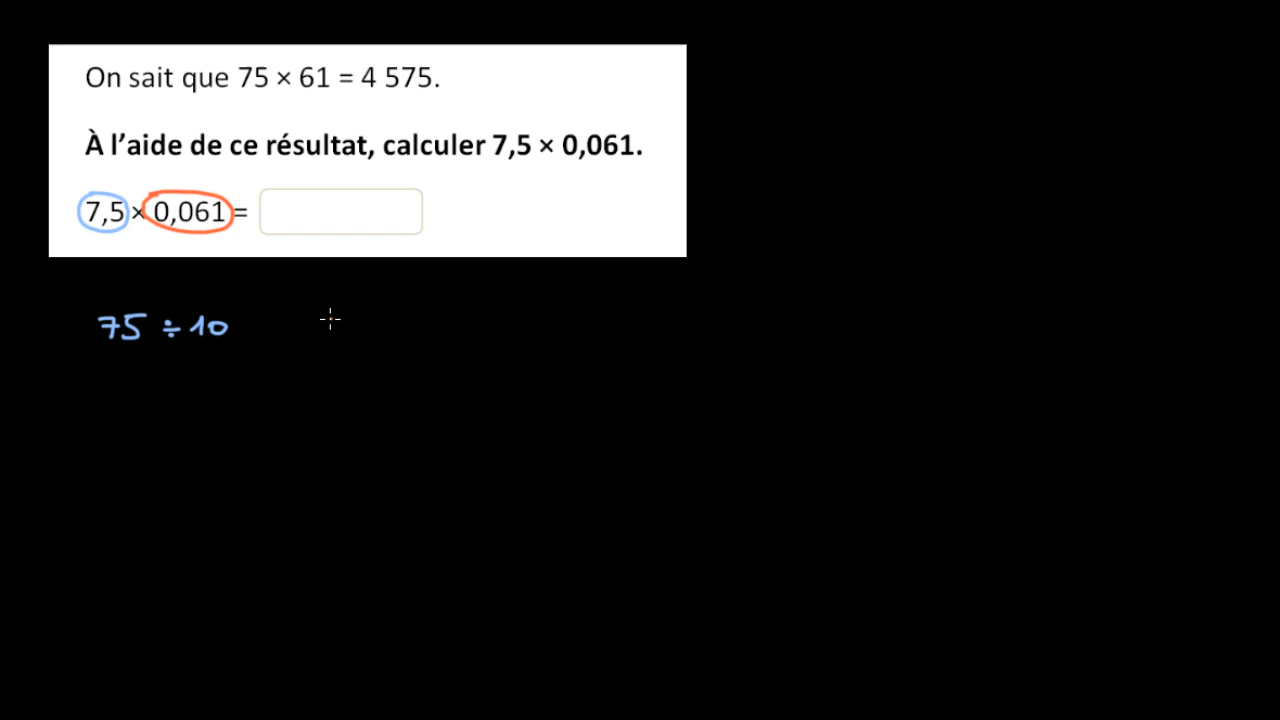 On sait que 75 × 61 = 4 575.
À l’aide de ce résultat, calculer 7,5 × 0,061.
7,5 × 0,061 =
75 ÷ 10